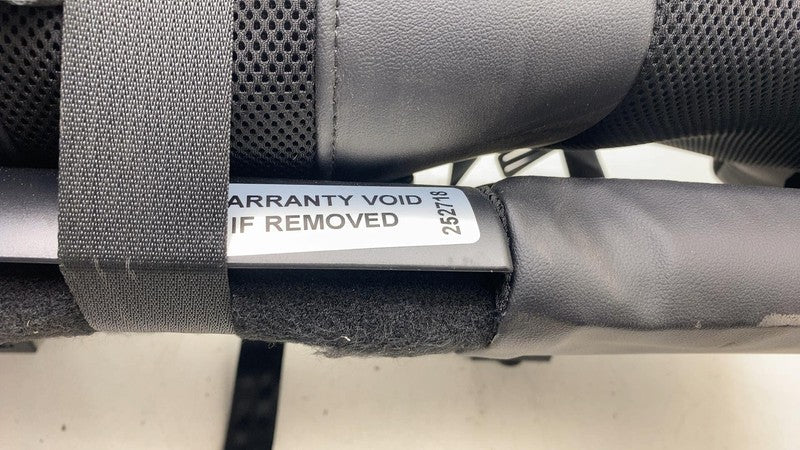 ARRANTY VOID
IF REMOVED
252718